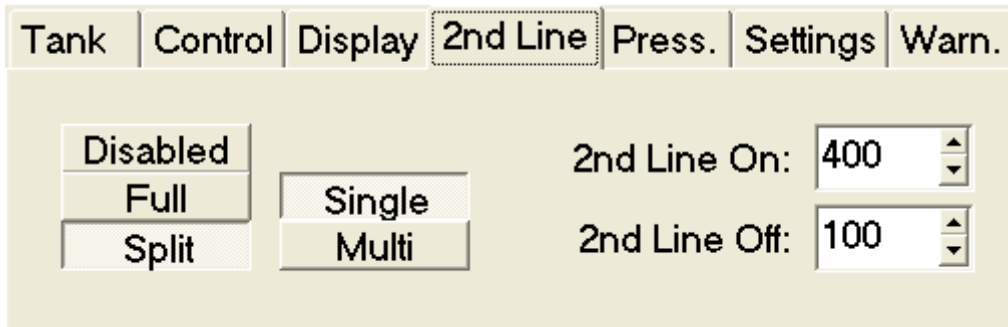 Tank Control Display 2nd Line Press. Settings Warn.
Disabled
Full
Split
Single
Multi
2nd Line On: 400
2nd Line Off: 100